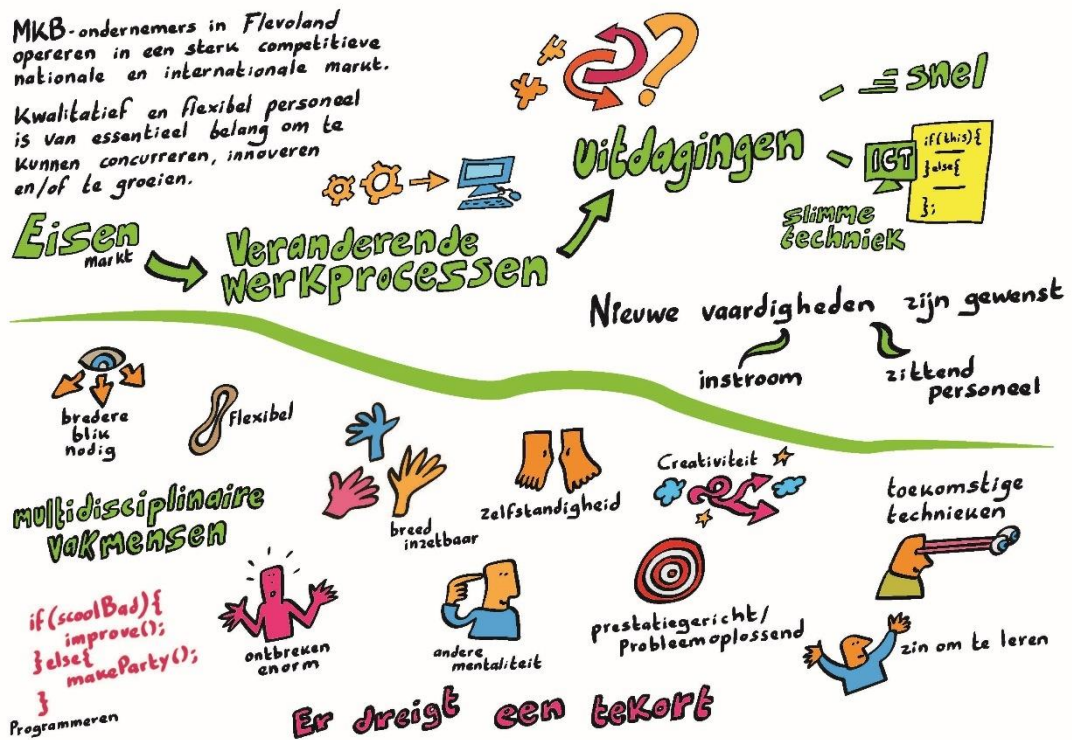 MKB-ondernemers in Flevoland
opereren in een sterk competitieve
nationale en internationale markt.
Kwalitatief en flexibel personeel
is van essentieel belang om te
kunnen concurreren, innoveren
en/of te groeien.
Eisen
markt
Veranderende
werkprocessen
?
Uitdagingen
snel
ICT
if(this){
}else{
};
slimme
techniek
Nieuwe vaardigheden zijn gewenst
instroom
zittend
personeel
bredere
blik
nodig
flexibel
multidisciplinaire
vakmensen
breed
inzetbaar
zelfstandigheid
Creativiteit
toekomstige
technieken
if(scoolBad){
improve();
}else{
makeParty();
}
Programmeren
ontbreken
enorm
andere
mentaliteit
prestatiegericht/
Probleemoplossend
zin om te leren
Er dreigt een tekort